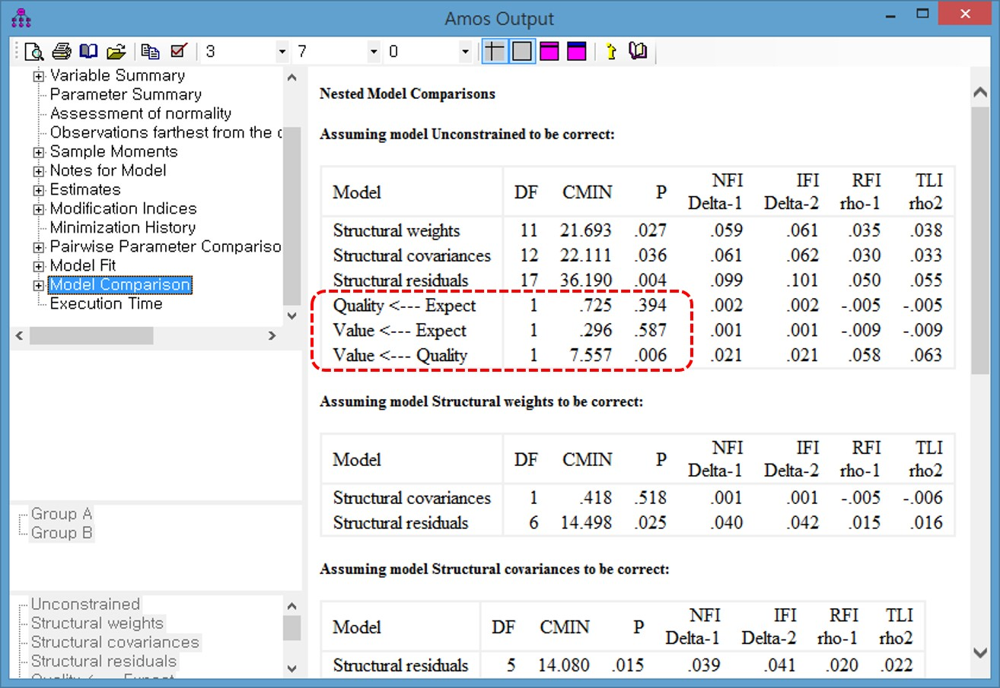 Amos Output
3 7 0
Variable Summary
Parameter Summary
Assessment of normality
Observations farthest from the c
Sample Moments
Notes for Model
Estimates
Modification Indices
Minimization History
Pairwise Parameter Compariso
Model Fit
Model Comparison
Execution Time
Group A
Group B
Unconstrained
Structural weights
Structural covariances
Structural residuals
Quality <--- Expect
Nested Model Comparisons
Assuming model Unconstrained to be correct:
Model DF CMIN P NFI Delta-1 IFI Delta-2 RFI rho-1 TLI rho2
Structural weights 11 21.693 .027 .059 .061 .035 .038
Structural covariances 12 22.111 .036 .061 .062 .030 .033
Structural residuals 17 36.190 .004 .099 .101 .050 .055
Quality <--- Expect 1 .725 .394 .002 .002 -.005 -.005
Value <--- Expect 1 .296 .587 .001 .001 -.009 -.009
Value <--- Quality 1 7.557 .006 .021 .021 .058 .063
Assuming model Structural weights to be correct:
Model DF CMIN P NFI Delta-1 IFI Delta-2 RFI rho-1 TLI rho2
Structural covariances 1 .418 .518 .001 .001 -.005 -.006
Structural residuals 6 14.498 .025 .040 .042 .015 .016
Assuming model Structural covariances to be correct:
Model DF CMIN P NFI Delta-1 IFI Delta-2 RFI rho-1 TLI rho2
Structural residuals 5 14.080 .015 .039 .041 .020 .022